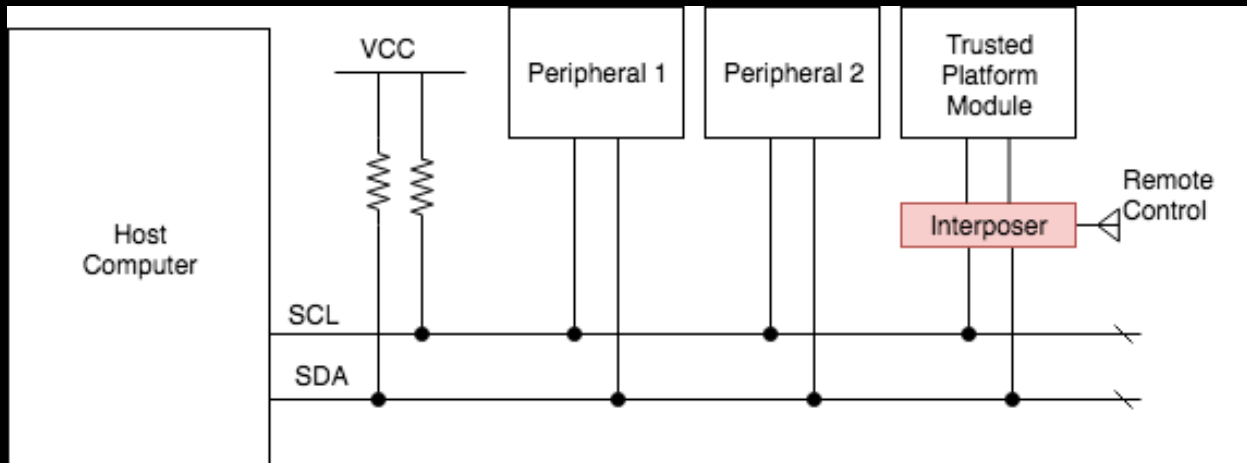 VCC
Peripheral 1
Peripheral 2
Trusted
Platform
Module
Remote
Control
Interposer
Host
Computer
SCL
SDA